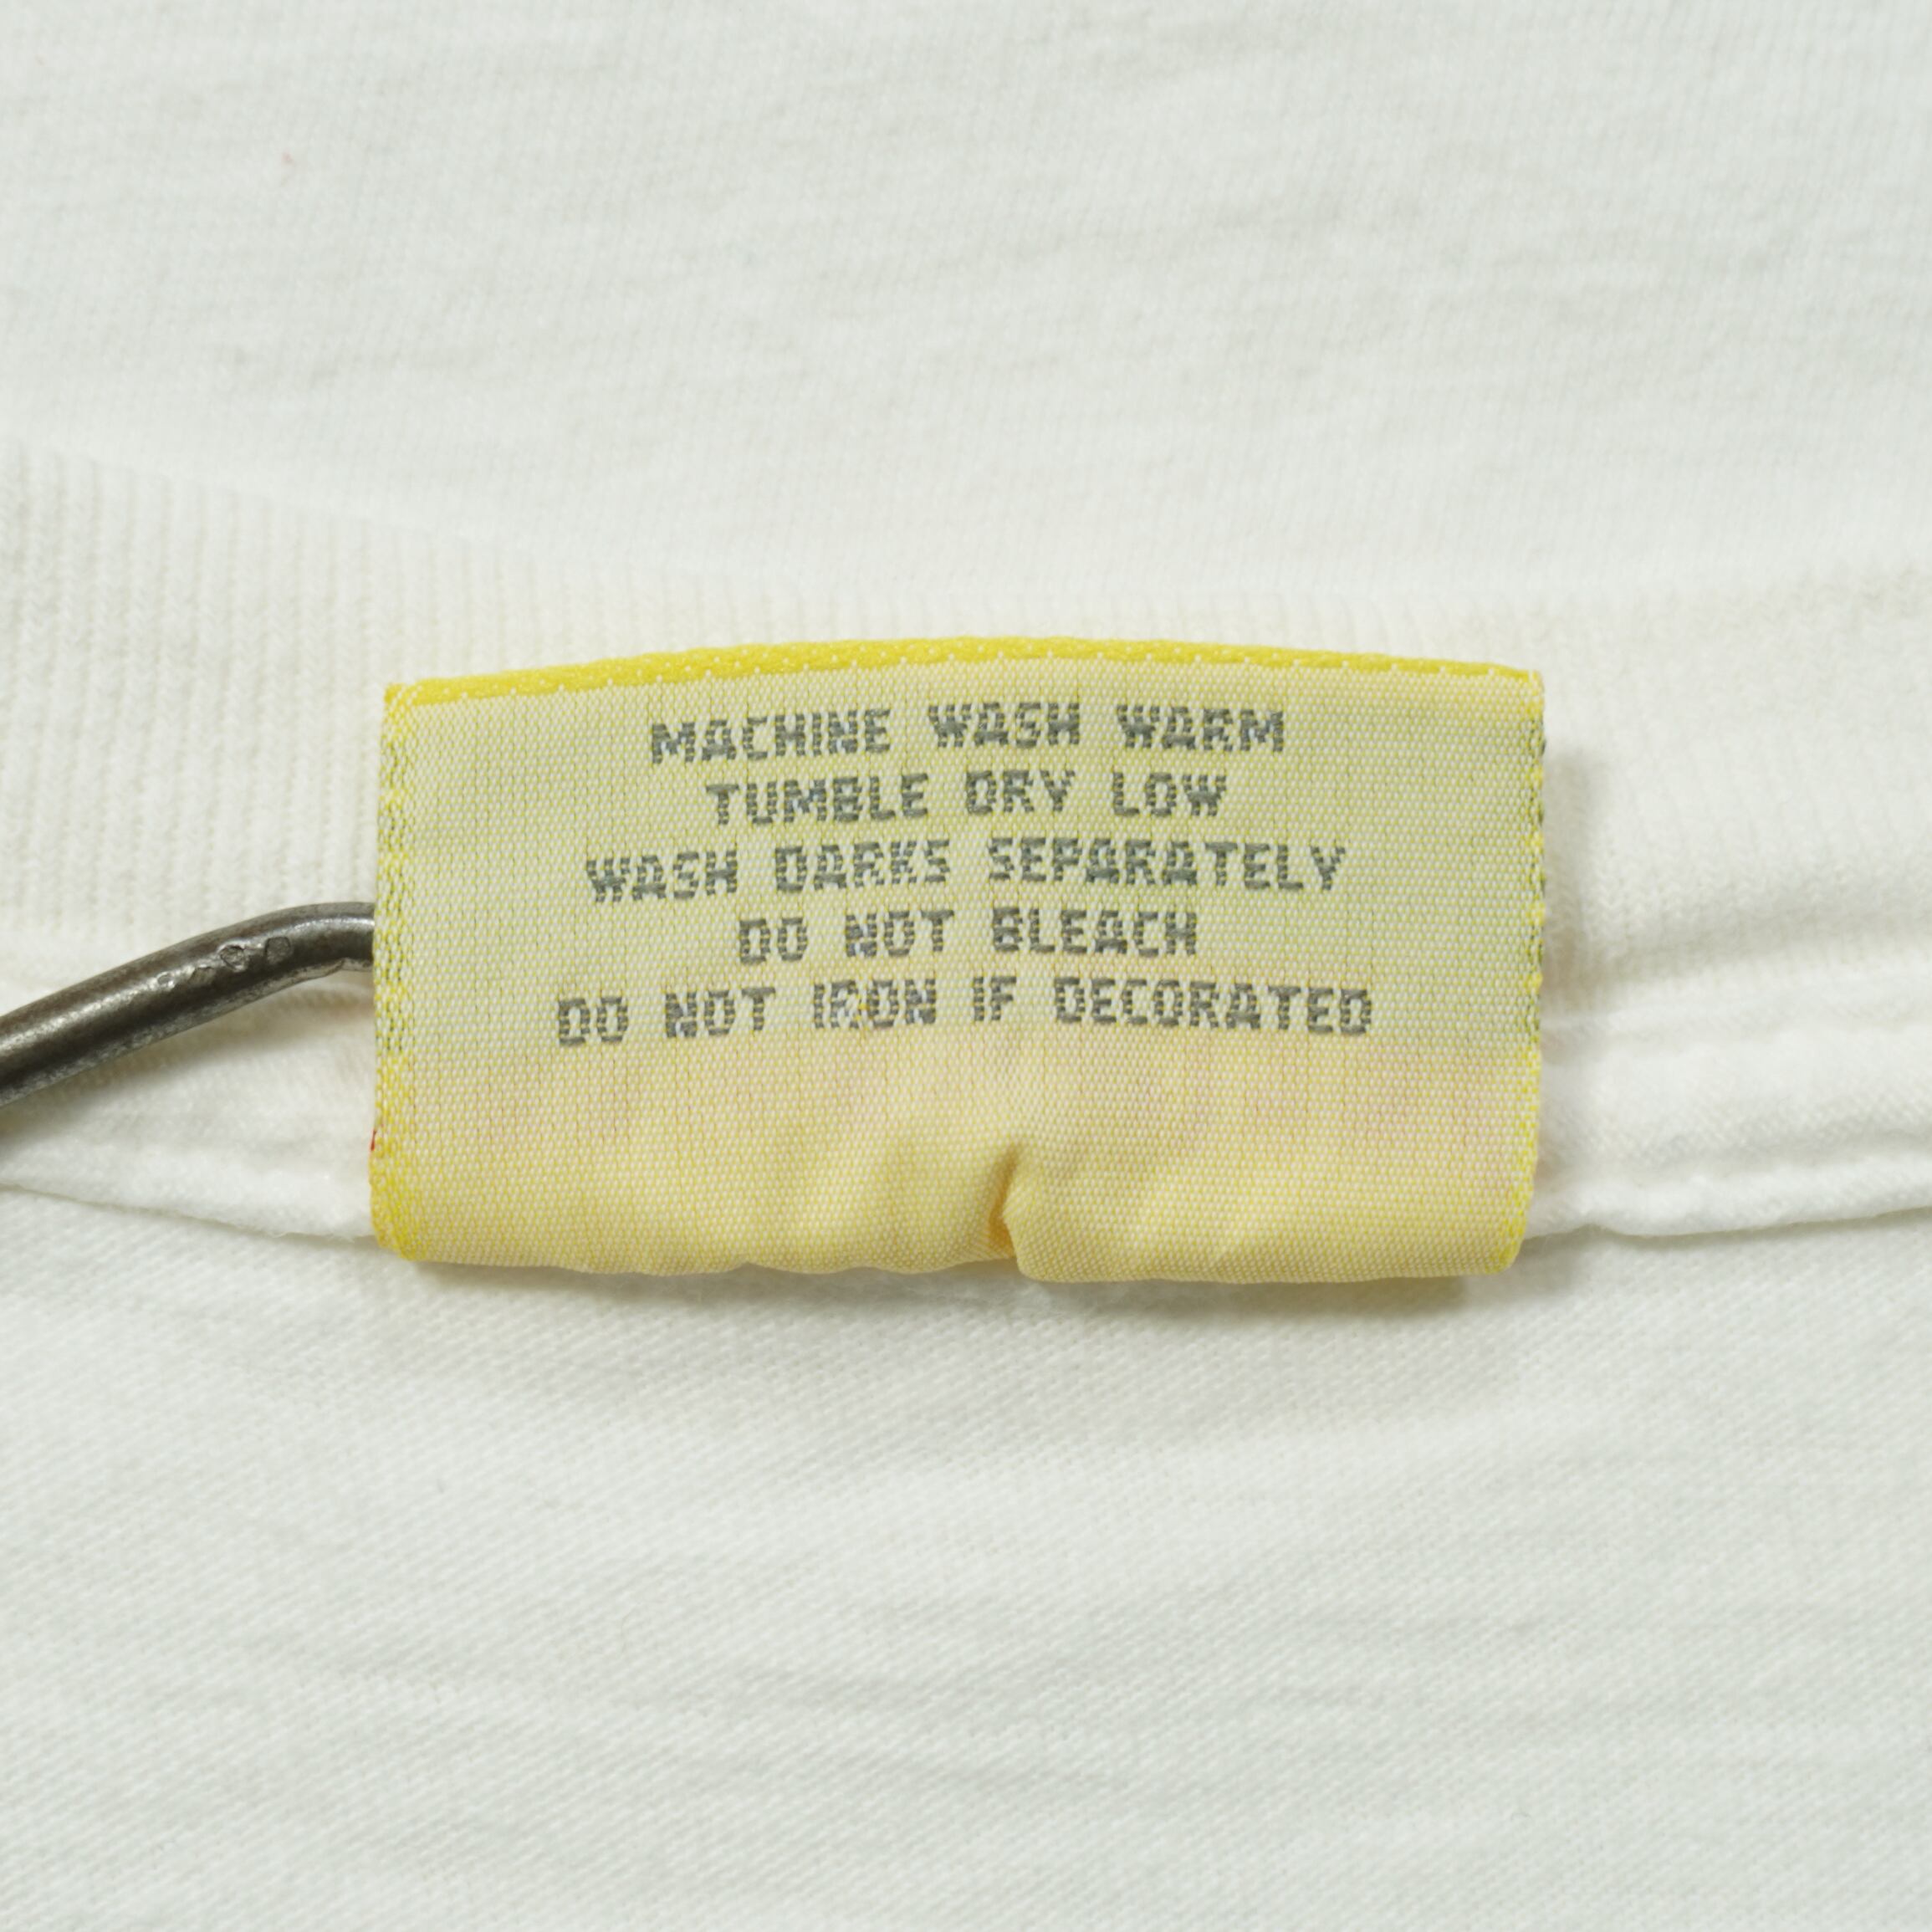 MACHINE WASH WARM
TUMBLE DRY LOW
WASH DARKS SEPARATELY
DO NOT BLEACH
DO NOT IRON IF DECORATED